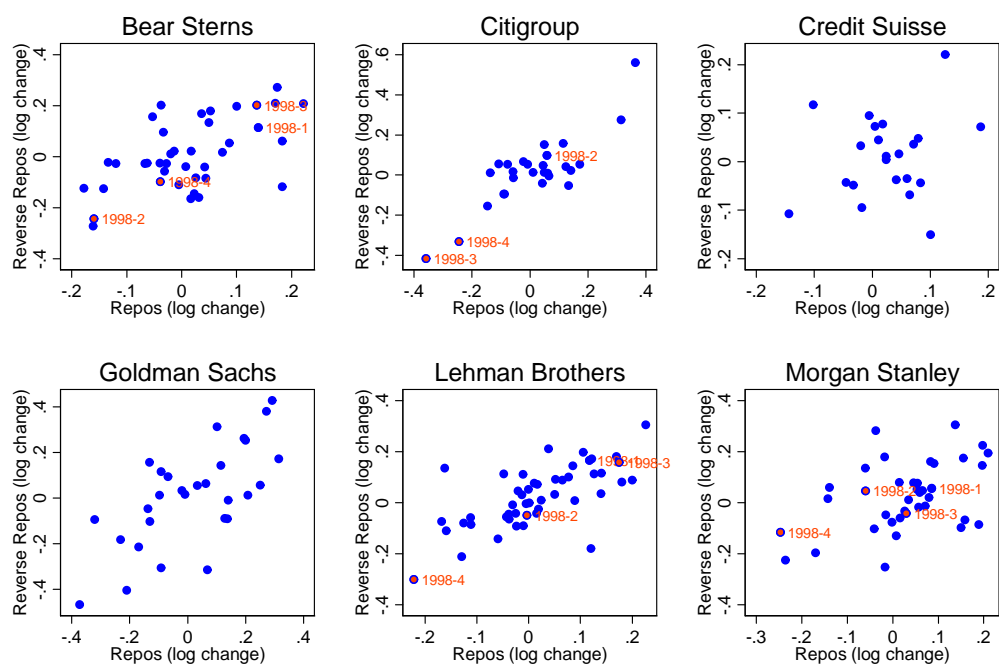 Bear Sterns
Reverse Repos (log change)
-.4 -.2 0 .2 .4
1998-3
1998-1
1998-4
1998-2
-.2 -.1 0 .1 .2
Repos (log change)
Citigroup
Reverse Repos (log change)
-.4 -.2 0 .2 .4 .6
1998-2
1998-4
1998-3
-.4 -.2 0 .2 .4
Repos (log change)
Credit Suisse
Reverse Repos (log change)
-.2 -.1 0 .1 .2
-.2 -.1 0 .1 .2
Repos (log change)
Goldman Sachs
Reverse Repos (log change)
-.4 -.2 0 .2 .4
-.4 -.2 0 .2 .4
Repos (log change)
Lehman Brothers
Reverse Repos (log change)
-.4 -.2 0 .2 .4
1998-1
1998-3
1998-2
1998-4
-.2 -.1 0 .1 .2
Repos (log change)
Morgan Stanley
Reverse Repos (log change)
-.4 -.2 0 .2 .4
1998-2
1998-1
1998-3
1998-4
-.3 -.2 -.1 0 .1 .2
Repos (log change)